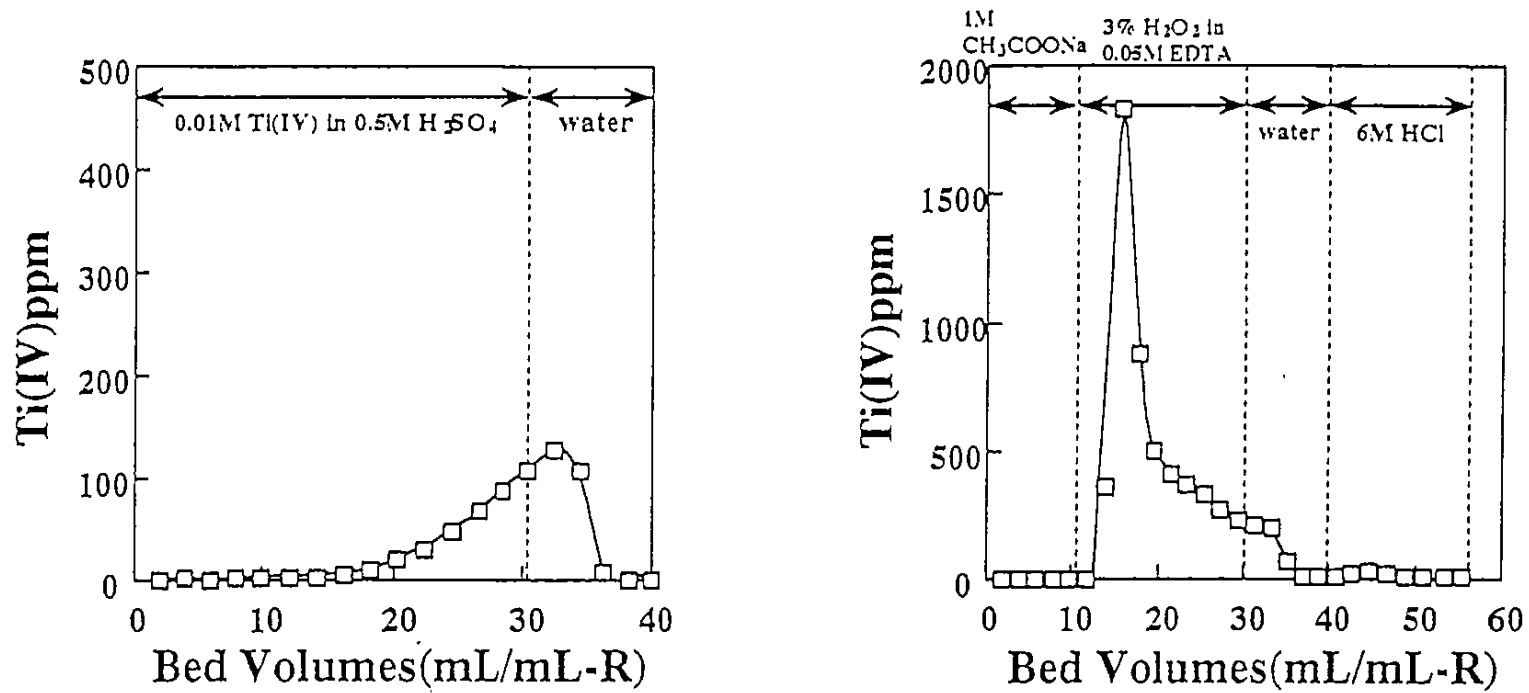 500
400
300
200
100
0
Ti(IV)ppm
0.01M Ti(IV) in 0.5M H₂SO₄
water
0 10 20 30 40
Bed Volumes(mL/mL-R)
1M
CH₃COONa
3% H₂O₂ in
0.05M EDTA
2000
1500
1000
500
0
Ti(IV)ppm
water
6M HCl
0 10 20 30 40 50 60
Bed Volumes(mL/mL-R)